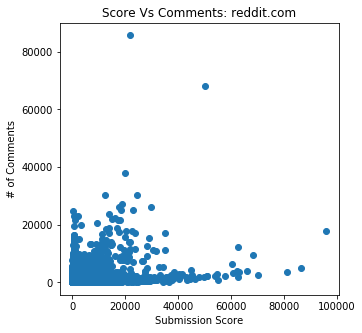 Score Vs Comments: reddit.com
# of Comments
80000
60000
40000
20000
0
0 20000 40000 60000 80000 100000
Submission Score